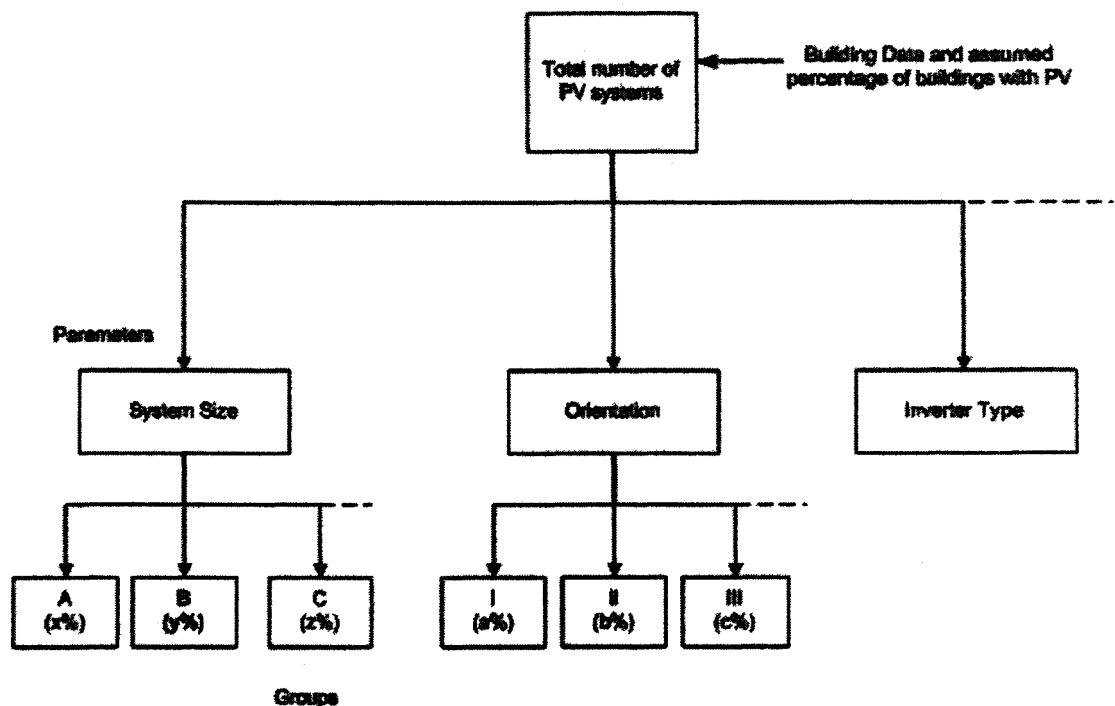 Total number of
PV systems
Building Data and assumed
percentage of buildings with PV
Parameters
System Size
Orientation
Inverter Type
A
(x%)
B
(y%)
C
(z%)
I
(a%)
II
(b%)
III
(c%)
Groups